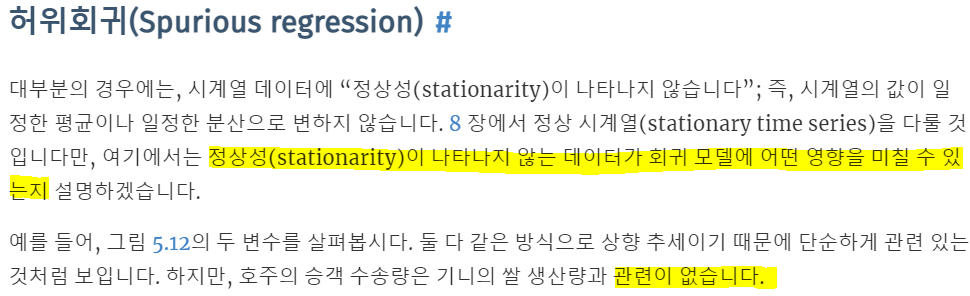 허위회귀(Spurious regression) #
대부분의 경우에는, 시계열 데이터에 “정상성(stationarity)이 나타나지 않습니다”; 즉, 시계열의 값이 일
정한 평균이나 일정한 분산으로 변하지 않습니다. 8 장에서 정상 시계열(stationary time series)을 다룰 것
입니다만, 여기에서는 정상성(stationarity)이 나타나지 않는 데이터가 회귀 모델에 어떤 영향을 미칠 수 있
는지 설명하겠습니다.
예를 들어, 그림 5.12의 두 변수를 살펴봅시다. 둘 다 같은 방식으로 상향 추세이기 때문에 단순하게 관련 있는
것처럼 보입니다. 하지만, 호주의 승객 수송량은 기니의 쌀 생산량과 관련이 없습니다.